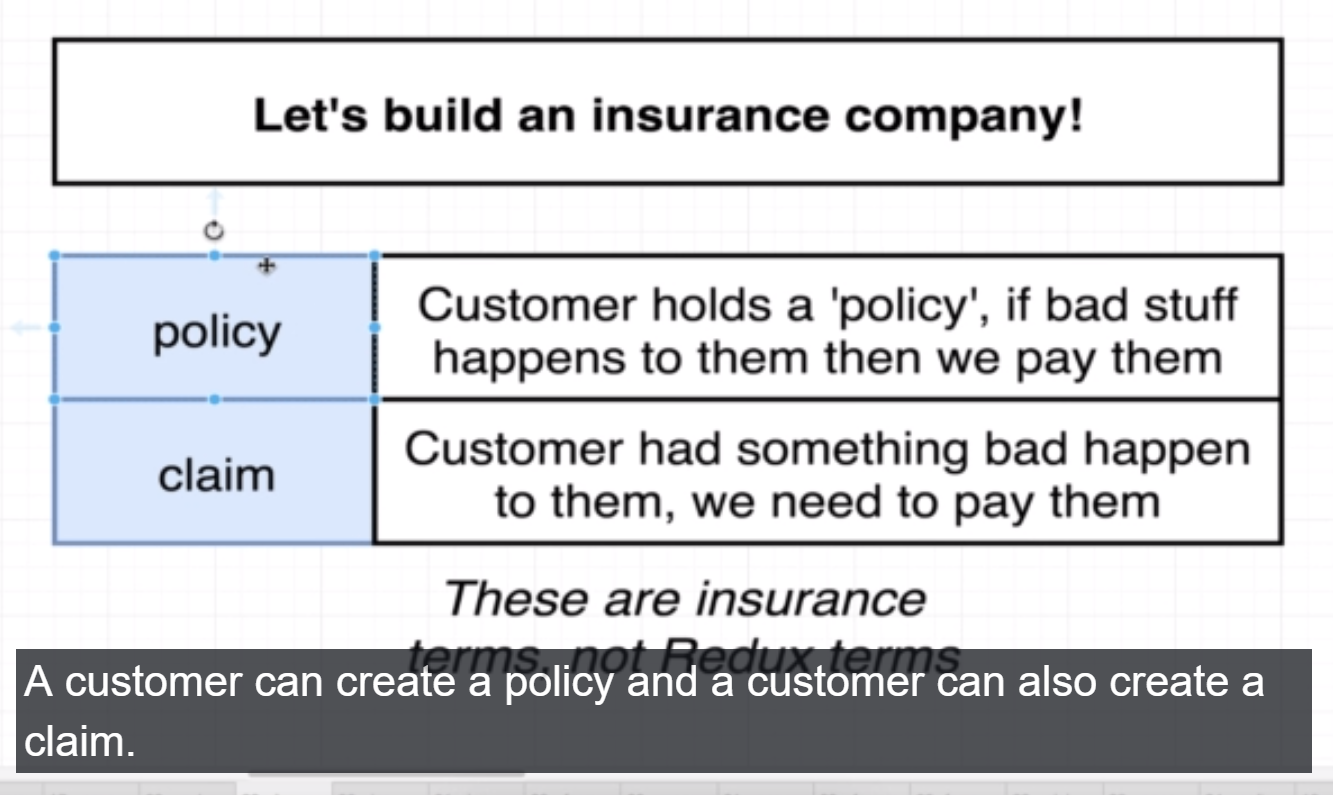 Let's build an insurance company!
policy
Customer holds a 'policy', if bad stuff
happens to them then we pay them
claim
Customer had something bad happen
to them, we need to pay them
These are insurance
terms, not Redux terms
A customer can create a policy and a customer can also create a
claim.